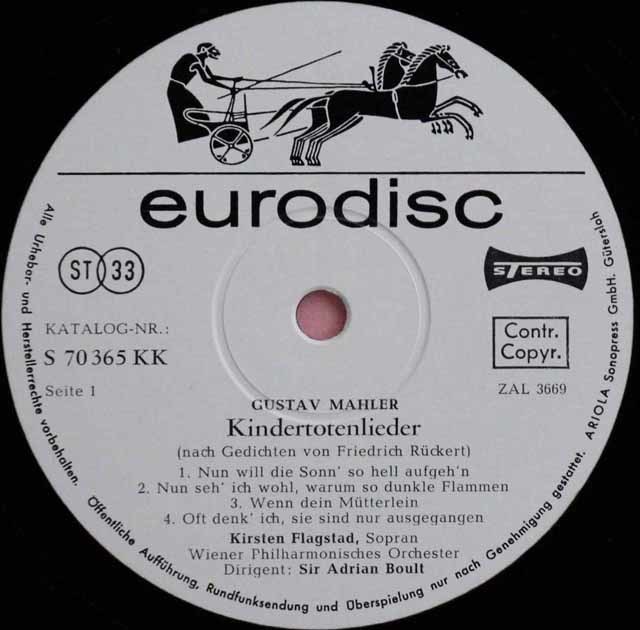 eurodisc
ST 33
STEREO
KATALOG-NR.:
S 70 365 KK
Seite 1
Contr.
Copyr.
ZAL 3669
GUSTAV MAHLER
Kindertotenlieder
(nach Gedichten von Friedrich Rückert)
1. Nun will die Sonn' so hell aufgeh'n
2. Nun seh' ich wohl, warum so dunkle Flammen
3. Wenn dein Mütterlein
4. Oft denk' ich, sie sind nur ausgegangen
Kirsten Flagstad, Sopran
Wiener Philharmonisches Orchester
Dirigent: Sir Adrian Boult
Alle Urheber- und Herstellerrechte vorbehalten. Öffentliche Aufführung, Rundfunksendung und Überspielung nur nach Genehmigung gestattet. ARIOLA Sonopress GmbH. Gütersloh